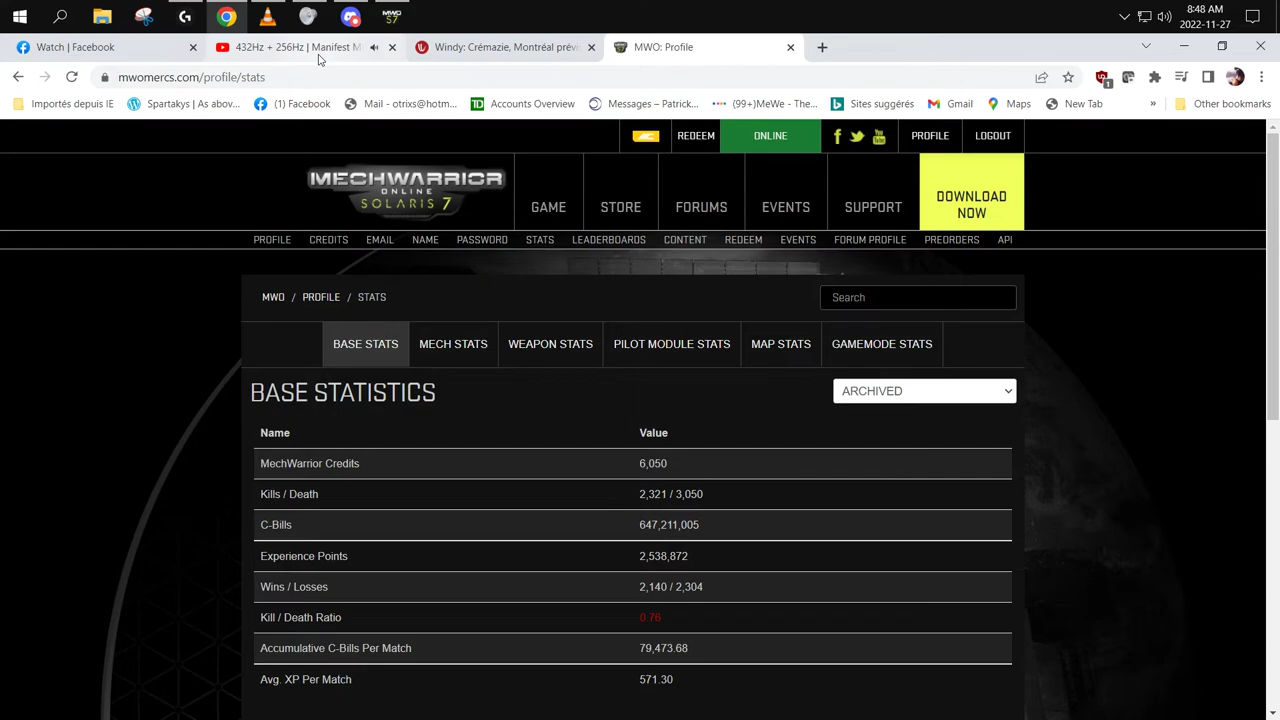 8:48 AM
2022-11-27
Watch | Facebook
432Hz + 256Hz | Manifest M
Windy: Crémazie, Montréal prévi
MWO: Profile
mwomercs.com/profile/stats
Importés depuis IE
Spartakys | As abov...
(1) Facebook
Mail - otrixs@hotm...
TD Accounts Overview
Messages – Patrick...
(99+)MeWe - The...
Sites suggérés
Gmail
Maps
New Tab
»
Other bookmarks
REDEEM
ONLINE
PROFILE
LOGOUT
MECHWARRIOR
ONLINE
SOLARIS 7
GAME
STORE
FORUMS
EVENTS
SUPPORT
DOWNLOAD
NOW
PROFILE CREDITS EMAIL NAME PASSWORD STATS LEADERBOARDS CONTENT REDEEM EVENTS FORUM PROFILE PREORDERS API
MWO / PROFILE / STATS
Search
BASE STATS MECH STATS WEAPON STATS PILOT MODULE STATS MAP STATS GAMEMODE STATS
BASE STATISTICS
ARCHIVED
Name Value
MechWarrior Credits 6,050
Kills / Death 2,321 / 3,050
C-Bills 647,211,005
Experience Points 2,538,872
Wins / Losses 2,140 / 2,304
Kill / Death Ratio 0.76
Accumulative C-Bills Per Match 79,473.68
Avg. XP Per Match 571.30